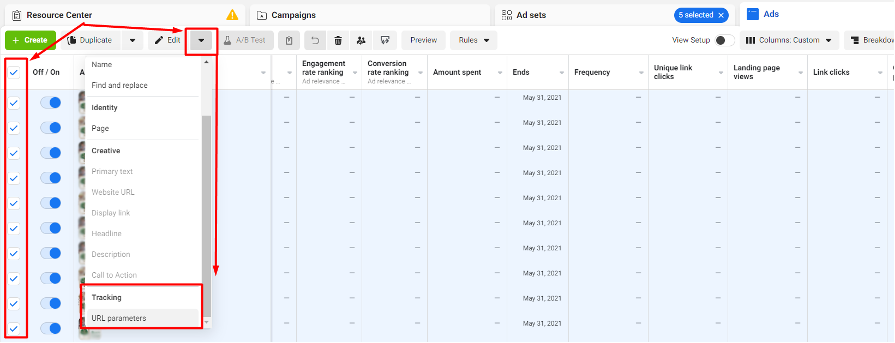 Resource Center
Campaigns
Ad sets
5 selected ×
Ads
+ Create
Duplicate
Edit
A/B Test
Preview
Rules
View Setup
Columns: Custom
Breakdow
Off / On
A
Engagement rate ranking
Ad relevance ...
Conversion rate ranking
Ad relevance ...
Amount spent
Ends
Frequency
Unique link clicks
Landing page views
Link clicks
Name
Find and replace
Identity
Page
Creative
Primary text
Website URL
Display link
Headline
Description
Call to Action
Tracking
URL parameters
May 31, 2021
May 31, 2021
May 31, 2021
May 31, 2021
May 31, 2021
May 31, 2021
May 31, 2021
May 31, 2021
May 31, 2021
May 31, 2021